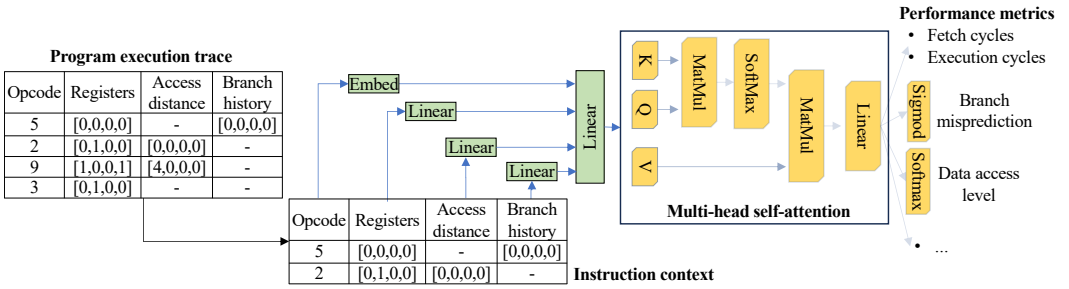 Program execution trace
Opcode Registers Access distance Branch history
5 [0,0,0,0] - [0,0,0,0]
2 [0,1,0,0] [0,0,0,0] -
9 [1,0,0,1] [4,0,0,0] -
3 [0,1,0,0] - -
Embed
Linear
Linear
Linear
Linear
Opcode Registers Access distance Branch history
5 [0,0,0,0] - [0,0,0,0]
2 [0,1,0,0] [0,0,0,0] -
Instruction context
K
Q
V
MatMul
SoftMax
MatMul
Linear
Multi-head self-attention
Performance metrics
• Fetch cycles
• Execution cycles
Sigmod
Branch
misprediction
Softmax
Data access
level
• ...